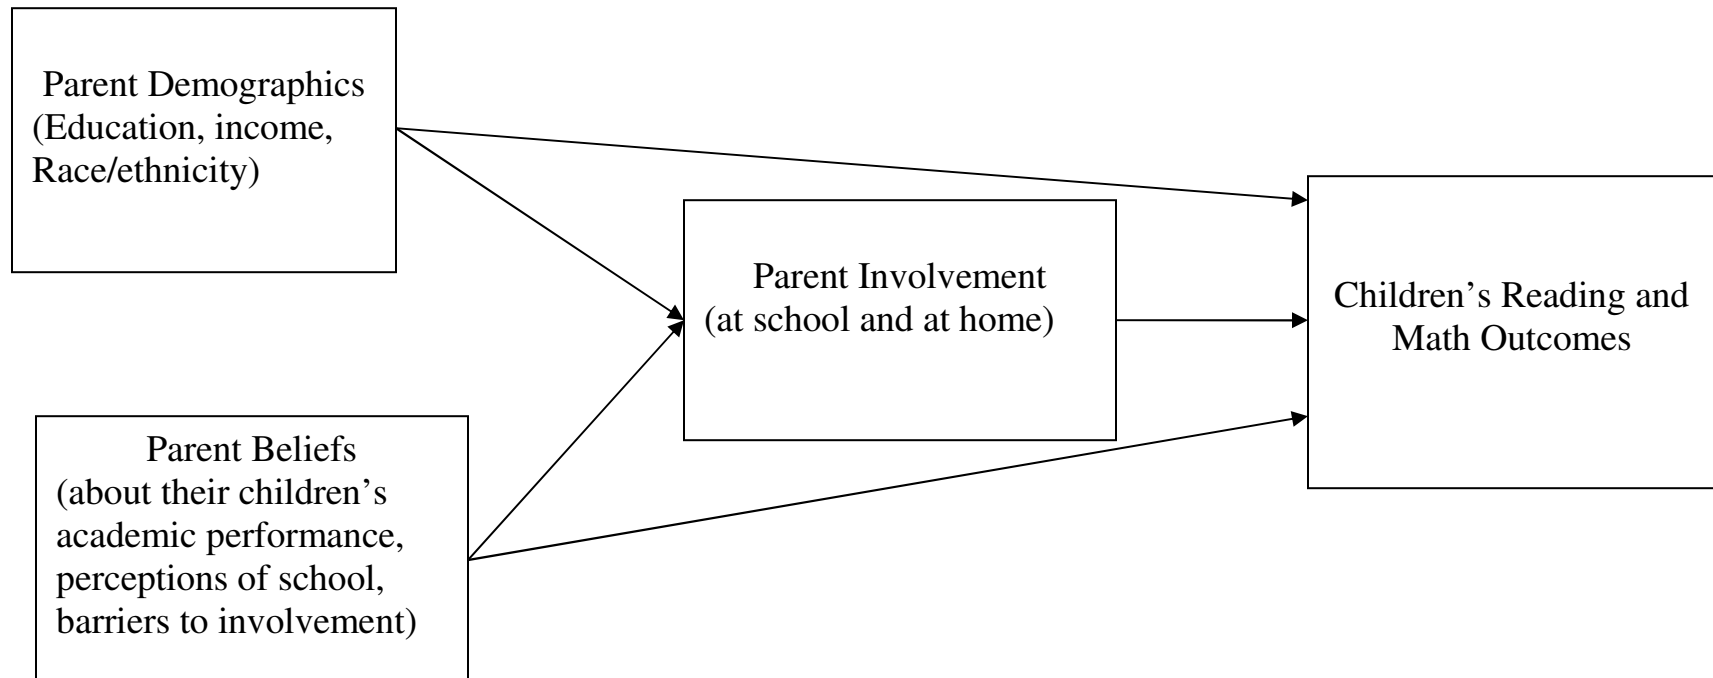 Parent Demographics
(Education, income,
Race/ethnicity)
Parent Involvement
(at school and at home)
Children’s Reading and
Math Outcomes
Parent Beliefs
(about their children’s
academic performance,
perceptions of school,
barriers to involvement)